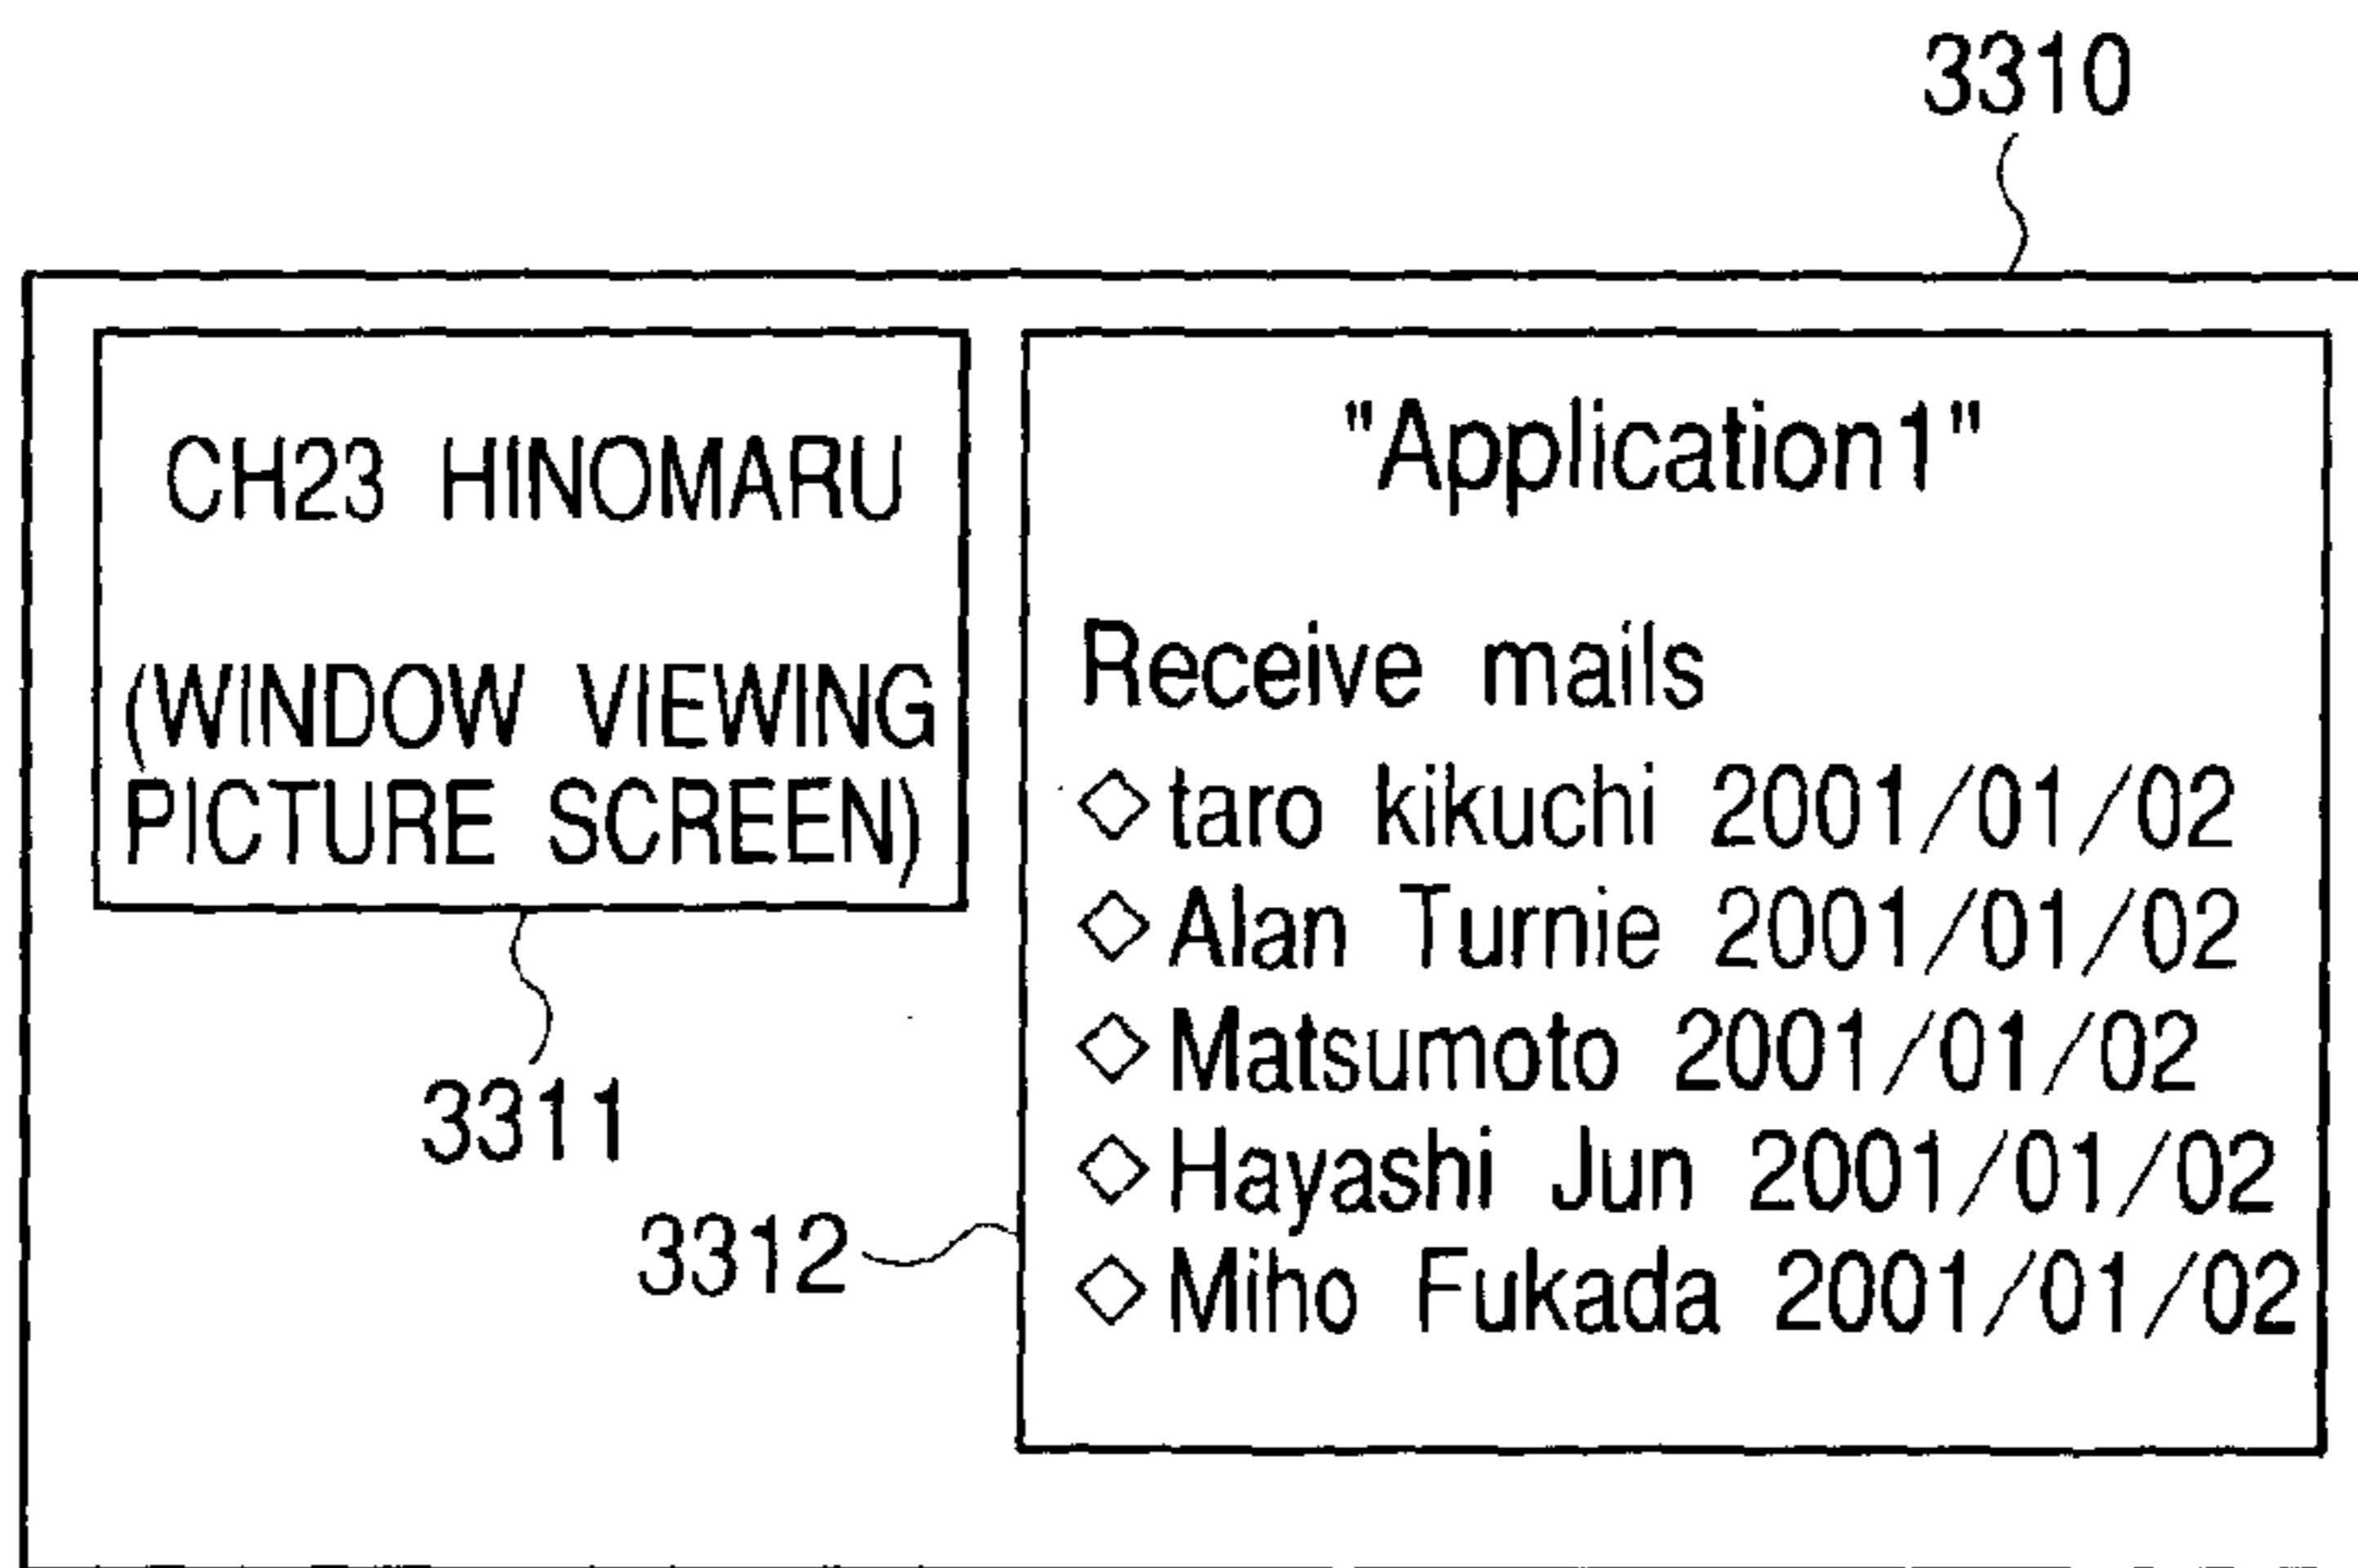 3310
CH23 HINOMARU
(WINDOW VIEWING
PICTURE SCREEN)
3311
3312
"Application1"
Receive mails
◇ taro kikuchi 2001/01/02
◇ Alan Turnie 2001/01/02
◇ Matsumoto 2001/01/02
◇ Hayashi Jun 2001/01/02
◇ Miho Fukada 2001/01/02